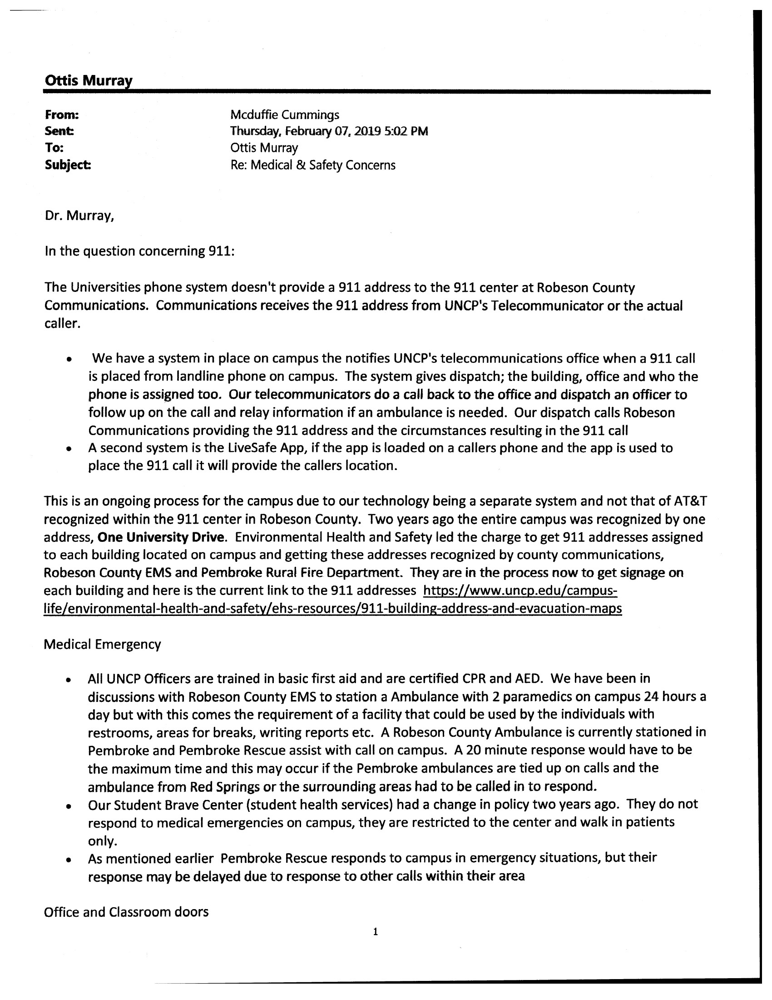 Ottis Murray
From: Mcduffie Cummings
Sent: Thursday, February 07, 2019 5:02 PM
To: Ottis Murray
Subject: Re: Medical & Safety Concerns
Dr. Murray,
In the question concerning 911:
The Universities phone system doesn't provide a 911 address to the 911 center at Robeson County
Communications.  Communications receives the 911 address from UNCP's Telecommunicator or the actual
caller.
• We have a system in place on campus the notifies UNCP's telecommunications office when a 911 call
is placed from landline phone on campus.  The system gives dispatch; the building, office and who the
phone is assigned too.  Our telecommunicators do a call back to the office and dispatch an officer to
follow up on the call and relay information if an ambulance is needed.  Our dispatch calls Robeson
Communications providing the 911 address and the circumstances resulting in the 911 call
• A second system is the LiveSafe App, if the app is loaded on a callers phone and the app is used to
place the 911 call it will provide the callers location.
This is an ongoing process for the campus due to our technology being a separate system and not that of AT&T
recognized within the 911 center in Robeson County.  Two years ago the entire campus was recognized by one
address, One University Drive.  Environmental Health and Safety led the charge to get 911 addresses assigned
to each building located on campus and getting these addresses recognized by county communications,
Robeson County EMS and Pembroke Rural Fire Department.  They are in the process now to get signage on
each building and here is the current link to the 911 addresses  https://www.uncp.edu/campus-
life/environmental-health-and-safety/ehs-resources/911-building-address-and-evacuation-maps
Medical Emergency
• All UNCP Officers are trained in basic first aid and are certified CPR and AED.  We have been in
discussions with Robeson County EMS to station a Ambulance with 2 paramedics on campus 24 hours a
day but with this comes the requirement of a facility that could be used by the individuals with
restrooms, areas for breaks, writing reports etc.  A Robeson County Ambulance is currently stationed in
Pembroke and Pembroke Rescue assist with call on campus.  A 20 minute response would have to be
the maximum time and this may occur if the Pembroke ambulances are tied up on calls and the
ambulance from Red Springs or the surrounding areas had to be called in to respond.
• Our Student Brave Center (student health services) had a change in policy two years ago.  They do not
respond to medical emergencies on campus, they are restricted to the center and walk in patients
only.
• As mentioned earlier  Pembroke Rescue responds to campus in emergency situations, but their
response may be delayed due to response to other calls within their area
Office and Classroom doors
1